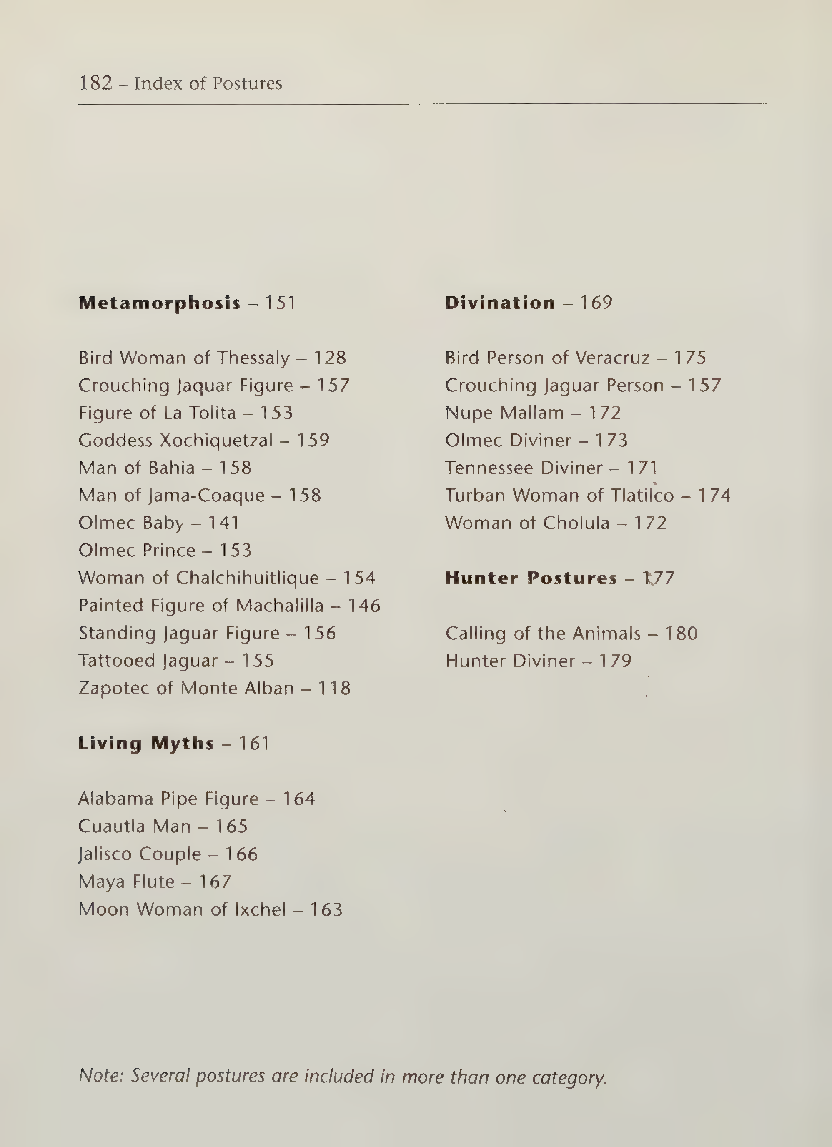 182 – Index of Postures
Metamorphosis – 151
Bird Woman of Thessaly – 128
Crouching Jaquar Figure – 157
Figure of La Tolita – 153
Goddess Xochiquetzal – 159
Man of Bahia – 158
Man of Jama-Coaque – 158
Olmec Baby – 141
Olmec Prince – 153
Woman of Chalchihuitlique – 154
Painted Figure of Machalilla – 146
Standing Jaguar Figure – 156
Tattooed Jaguar – 155
Zapotec of Monte Alban – 118
Living Myths – 161
Alabama Pipe Figure – 164
Cuautla Man – 165
Jalisco Couple – 166
Maya Flute – 167
Moon Woman of Ixchel – 163
Divination – 169
Bird Person of Veracruz – 175
Crouching Jaguar Person – 157
Nupe Mallam – 172
Olmec Diviner – 173
Tennessee Diviner – 171
Turban Woman of Tlatilco – 174
Woman of Cholula – 172
Hunter Postures – 177
Calling of the Animals – 180
Hunter Diviner – 179
Note: Several postures are included in more than one category.